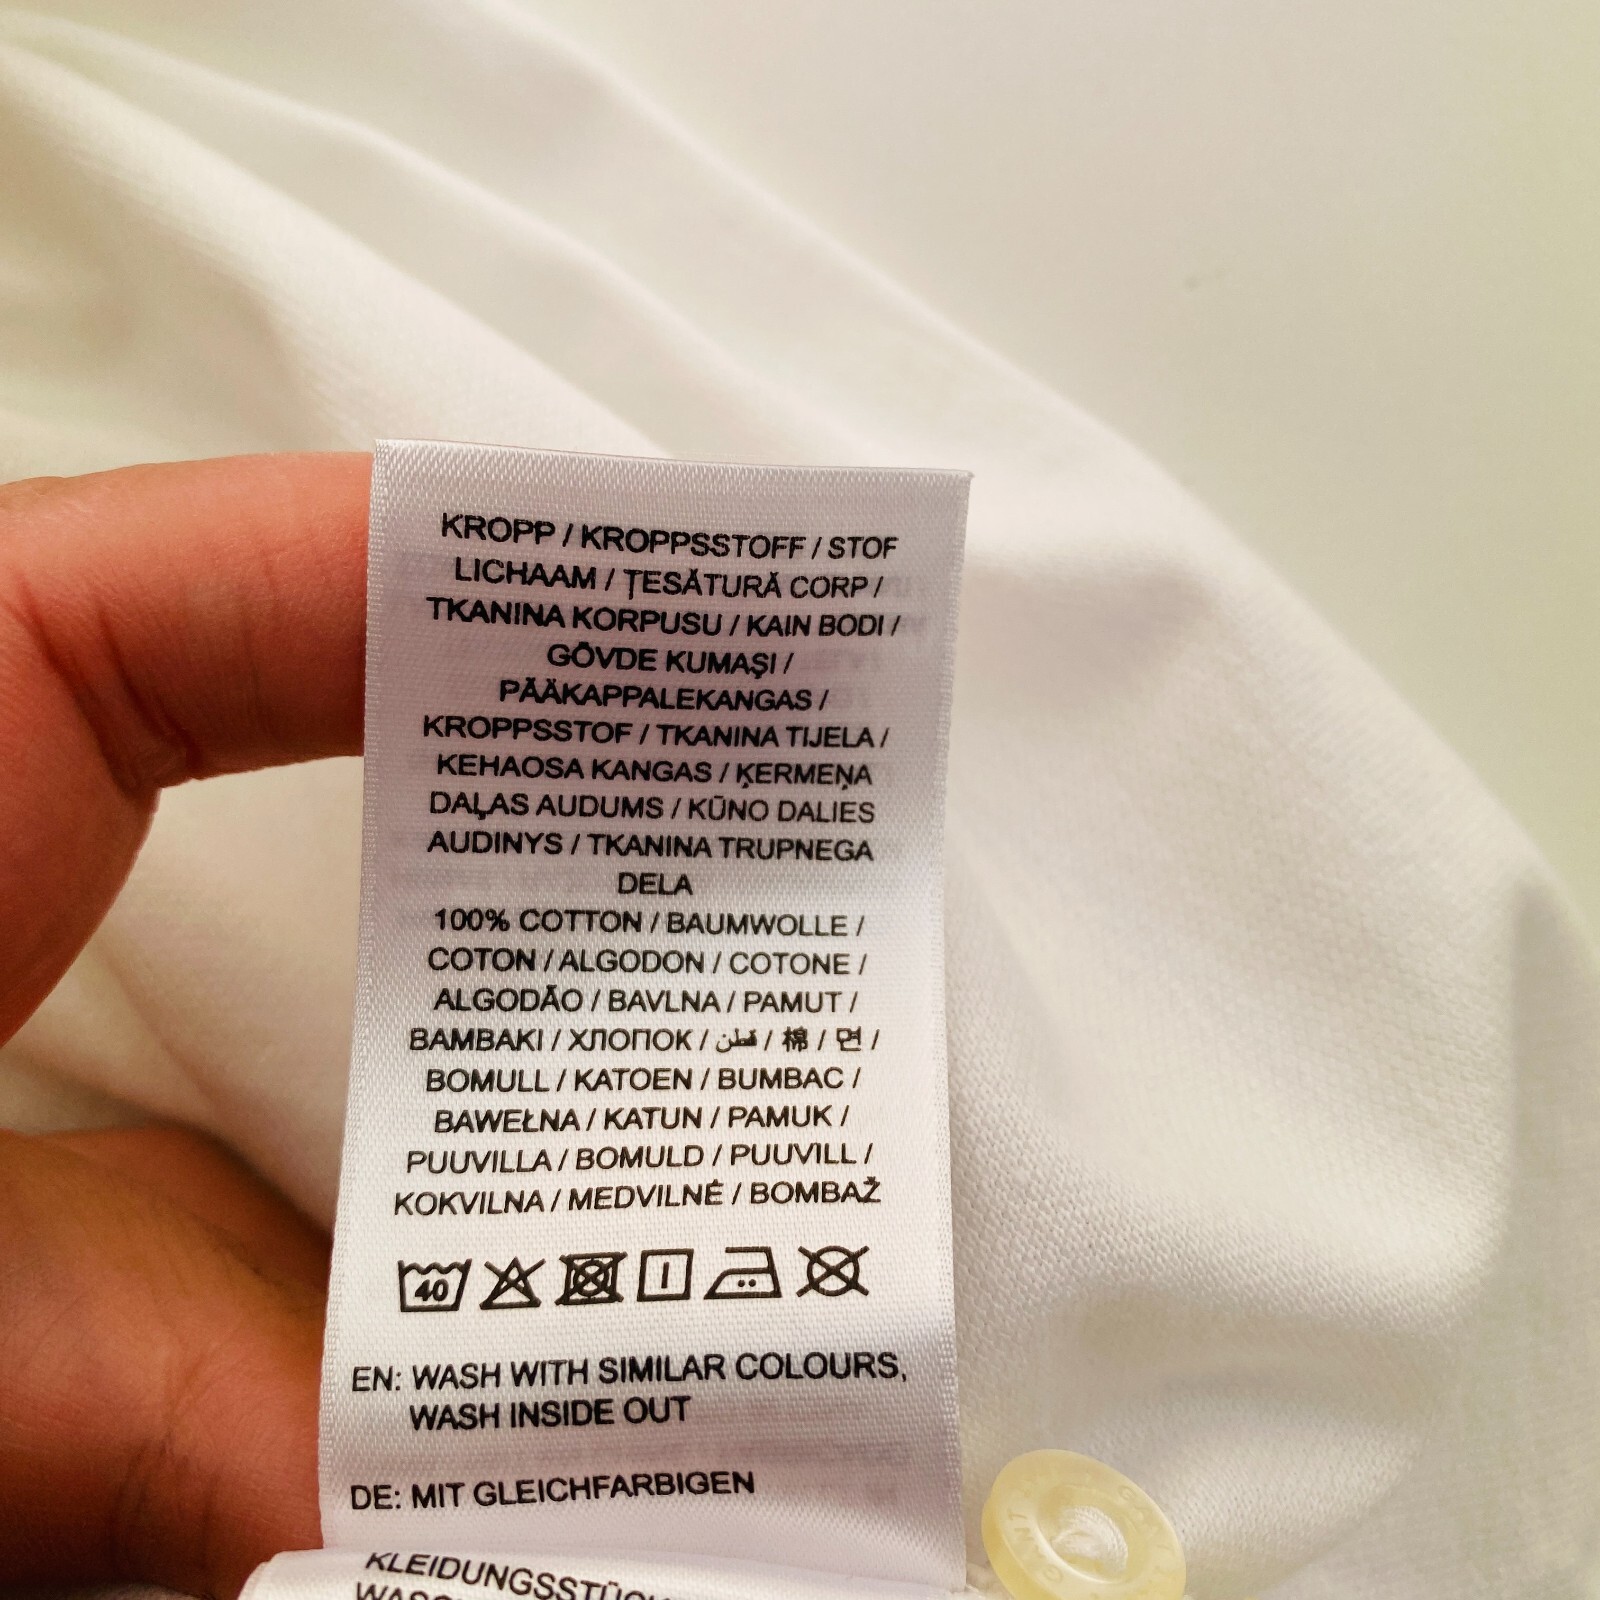 KROPP / KROPPSSTOFF / STOF
LICHAAM / ȚESĂTURĂ CORP /
TKANINA KORPUSU / KAIN BODI /
GÖVDE KUMAŞI /
PÄÄKAPPALEKANGAS /
KROPPSSTOF / TKANINA TIJELA /
KEHAOSA KANGAS / ĶERMEŅA
DAĻAS AUDUMS / KŪNO DALIES
AUDINYS / TKANINA TRUPNEGA
DELA
100% COTTON / BAUMWOLLE /
COTON / ALGODON / COTONE /
ALGODÃO / BAVLNA / PAMUT /
BAMBAKI / ХЛОПОК / قطن / 棉 / 면 /
BOMULL / KATOEN / BUMBAC /
BAWEŁNA / KATUN / PAMUK /
PUUVILLA / BOMULD / PUUVILL /
KOKVILNA / MEDVILNĖ / BOMBAŽ
40
EN: WASH WITH SIMILAR COLOURS,
WASH INSIDE OUT
DE: MIT GLEICHFARBIGEN
GANT